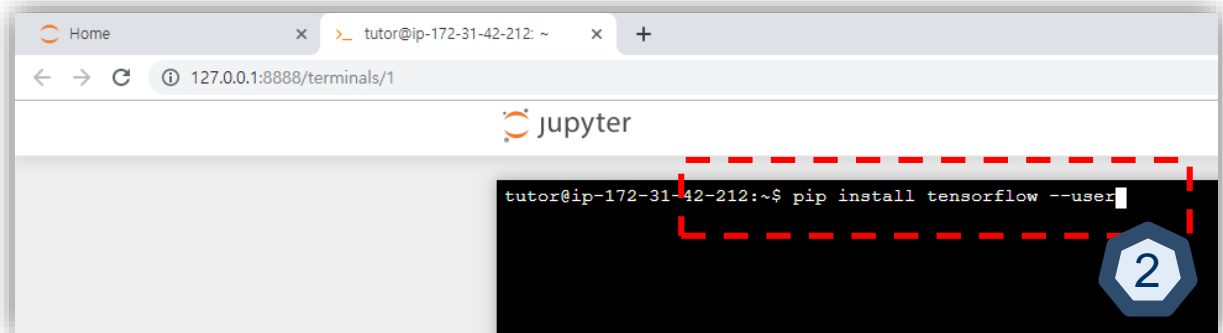 Home
>_ tutor@ip-172-31-42-212: ~
127.0.0.1:8888/terminals/1
jupyter
tutor@ip-172-31-42-212:~$ pip install tensorflow --user
2